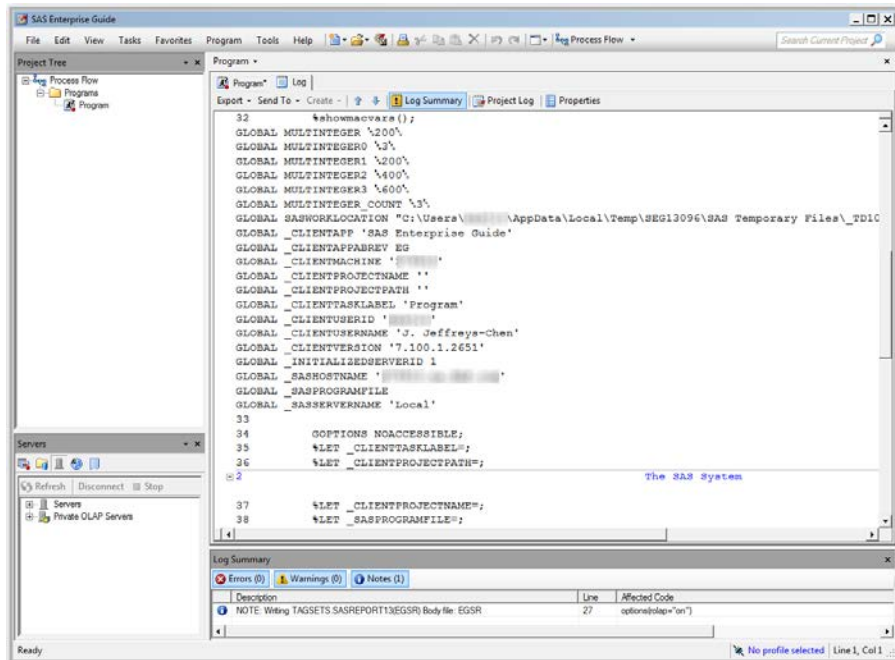 SAS Enterprise Guide
File Edit View Tasks Favorites Program Tools Help Process Flow Search Current Project
Project Tree
Process Flow
Programs
Program
Program
Program* Log
Export Send To Create Log Summary Project Log Properties
32 %showmacvars();
GLOBAL MULTINTEGER \200\
GLOBAL MULTINTEGER0 \3\
GLOBAL MULTINTEGER1 \200\
GLOBAL MULTINTEGER2 \400\
GLOBAL MULTINTEGER3 \600\
GLOBAL MULTINTEGER_COUNT \3\
GLOBAL SASWORKLOCATION "C:\Users\ \AppData\Local\Temp\SEG13096\SAS Temporary Files\_TD10
GLOBAL _CLIENTAPP 'SAS Enterprise Guide'
GLOBAL _CLIENTAPPABREV EG
GLOBAL _CLIENTMACHINE ' '
GLOBAL _CLIENTPROJECTNAME ''
GLOBAL _CLIENTPROJECTPATH ''
GLOBAL _CLIENTTASKLABEL 'Program'
GLOBAL _CLIENTUSERID ' '
GLOBAL _CLIENTUSERNAME 'J. Jeffreys-Chen'
GLOBAL _CLIENTVERSION '7.100.1.2651'
GLOBAL _INITIALIZEDSERVERID 1
GLOBAL _SASHOSTNAME ' '
GLOBAL _SASPROGRAMFILE
GLOBAL _SASSERVERNAME 'Local'
33
34 GOPTIONS NOACCESSIBLE;
35 %LET _CLIENTTASKLABEL=;
36 %LET _CLIENTPROJECTPATH=;
2 The SAS System
37 %LET _CLIENTPROJECTNAME=;
38 %LET _SASPROGRAMFILE=;
Servers
Refresh Disconnect Stop
Servers
Private OLAP Servers
Log Summary
Errors (0) Warnings (0) Notes (1)
Description Line Affected Code
NOTE: Writing TAGSETS.SASREPORT13(EGSR) Body file: EGSR 27 options(rolap="on")
Ready No profile selected Line 1, Col 1